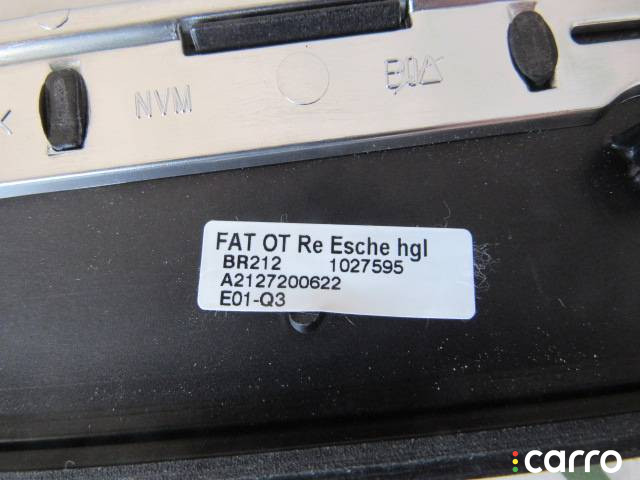 NVM
FAT OT Re Esche hgl
BR212 1027595
A2127200622
E01-Q3
carro